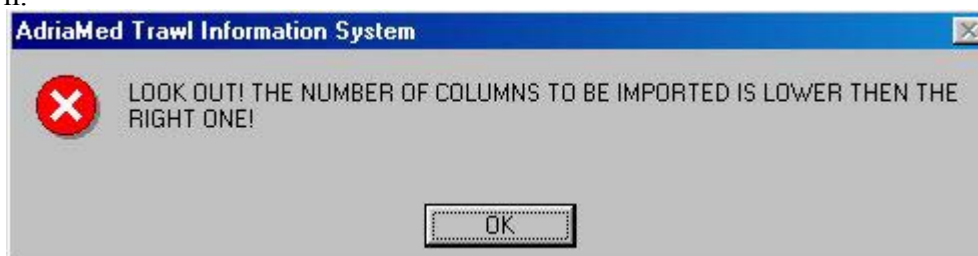 AdriaMed Trawl Information System
LOOK OUT! THE NUMBER OF COLUMNS TO BE IMPORTED IS LOWER THEN THE
RIGHT ONE!
OK